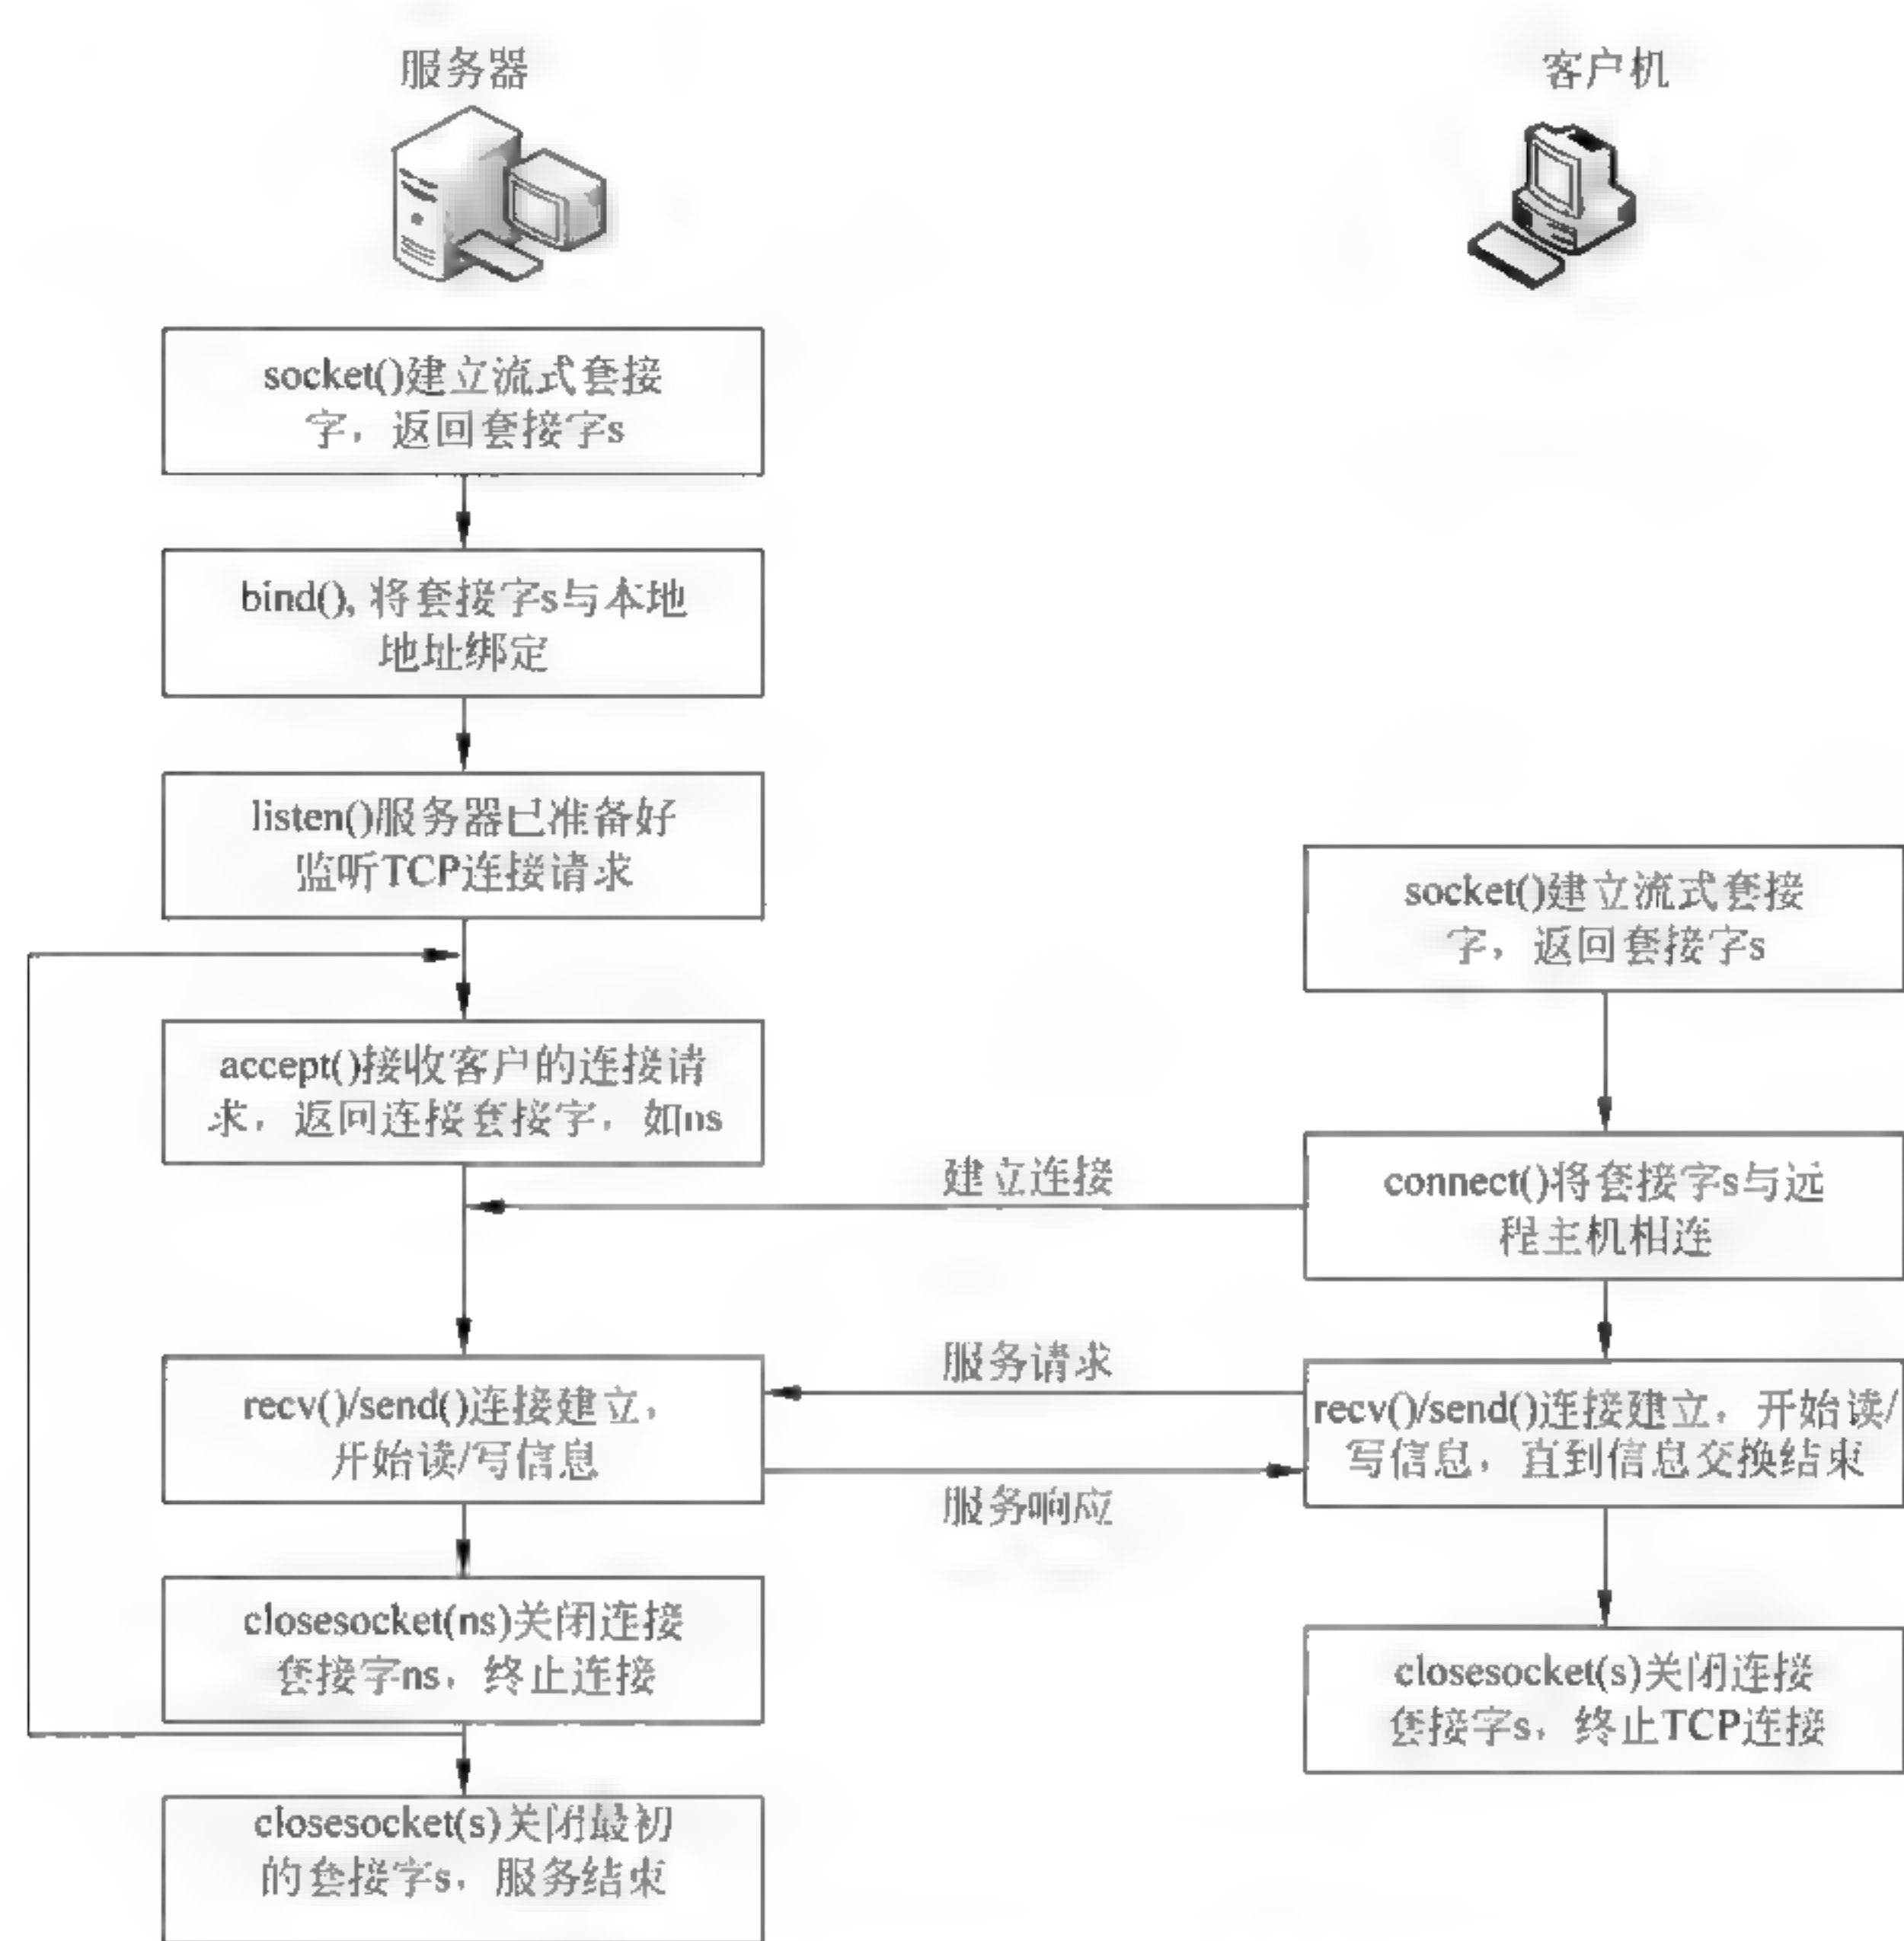 服务器
客户机
socket()建立流式套接
字，返回套接字s
bind(), 将套接字s与本地
地址绑定
listen()服务器已准备好
监听TCP连接请求
socket()建立流式套接
字，返回套接字s
accept()接收客户的连接请
求，返回连接套接字，如ns
建立连接
connect()将套接字s与远
程主机相连
服务请求
recv()/send()连接建立，
开始读/写信息
recv()/send()连接建立，开始读/
写信息，直到信息交换结束
服务响应
closesocket(ns)关闭连接
套接字ns，终止连接
closesocket(s)关闭连接
套接字s，终止TCP连接
closesocket(s)关闭最初
的套接字s，服务结束